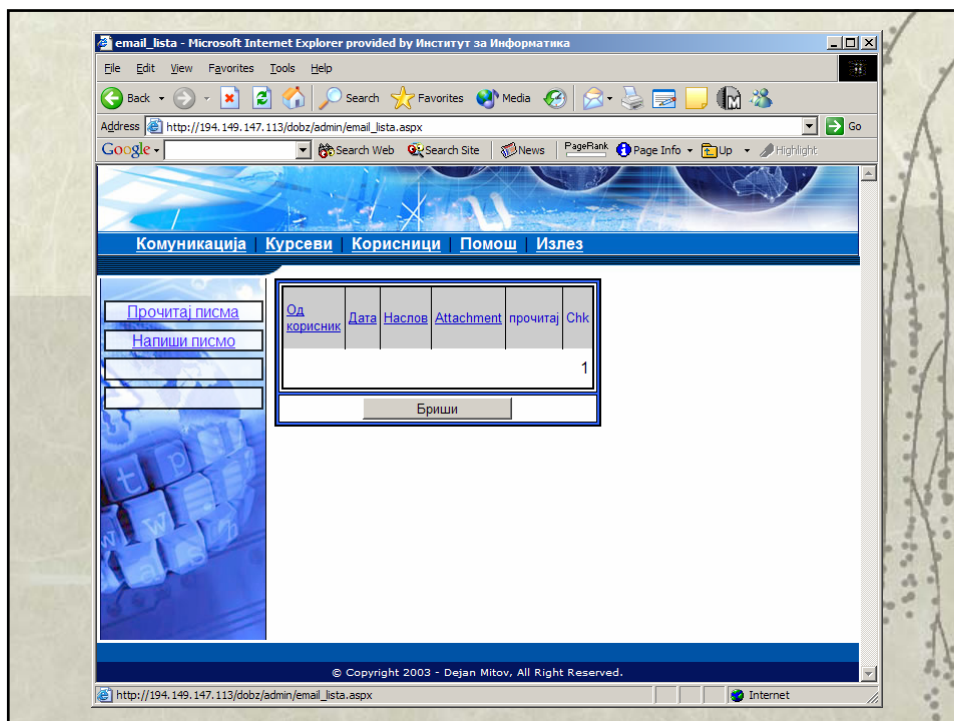 email_lista - Microsoft Internet Explorer provided by Институт за Информатика
File Edit View Favorites Tools Help
Back Search Favorites Media
Address http://194.149.147.113/dobz/admin/email_lista.aspx Go
Google Search Web Search Site News PageRank Page Info Up Highlight
Комуникација | Курсеви | Корисници | Помош | Излез
Прочитај писма
Напиши писмо
Од корисник Дата Наслов Attachment прочитај Chk
1
Бриши
© Copyright 2003 - Dejan Mitov, All Right Reserved.
http://194.149.147.113/dobz/admin/email_lista.aspx Internet